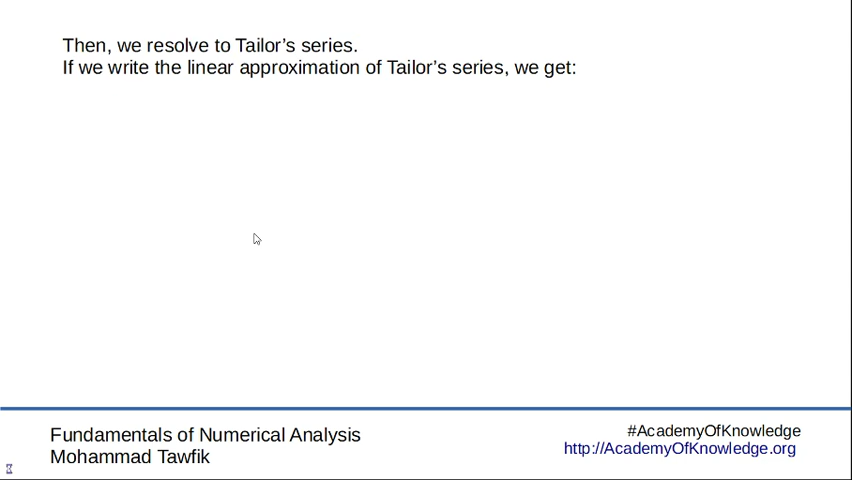 Then, we resolve to Tailor’s series.
If we write the linear approximation of Tailor’s series, we get:
Fundamentals of Numerical Analysis
Mohammad Tawfik
#AcademyOfKnowledge
http://AcademyOfKnowledge.org